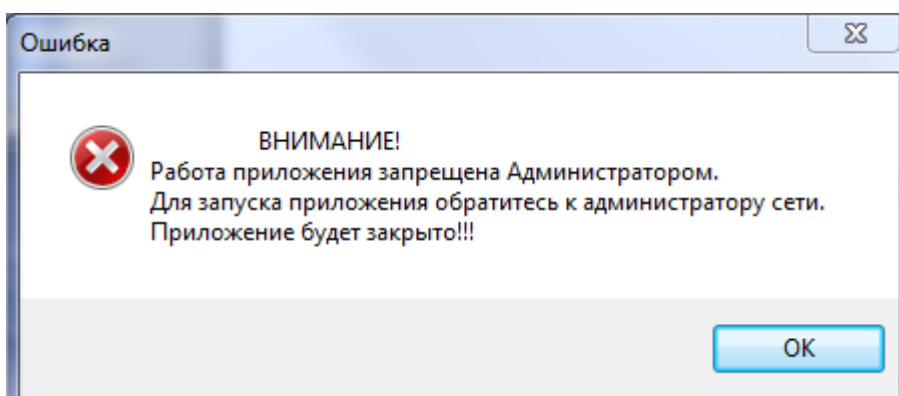 Ошибка
ВНИМАНИЕ!
Работа приложения запрещена Администратором.
Для запуска приложения обратитесь к администратору сети.
Приложение будет закрыто!!!
OK